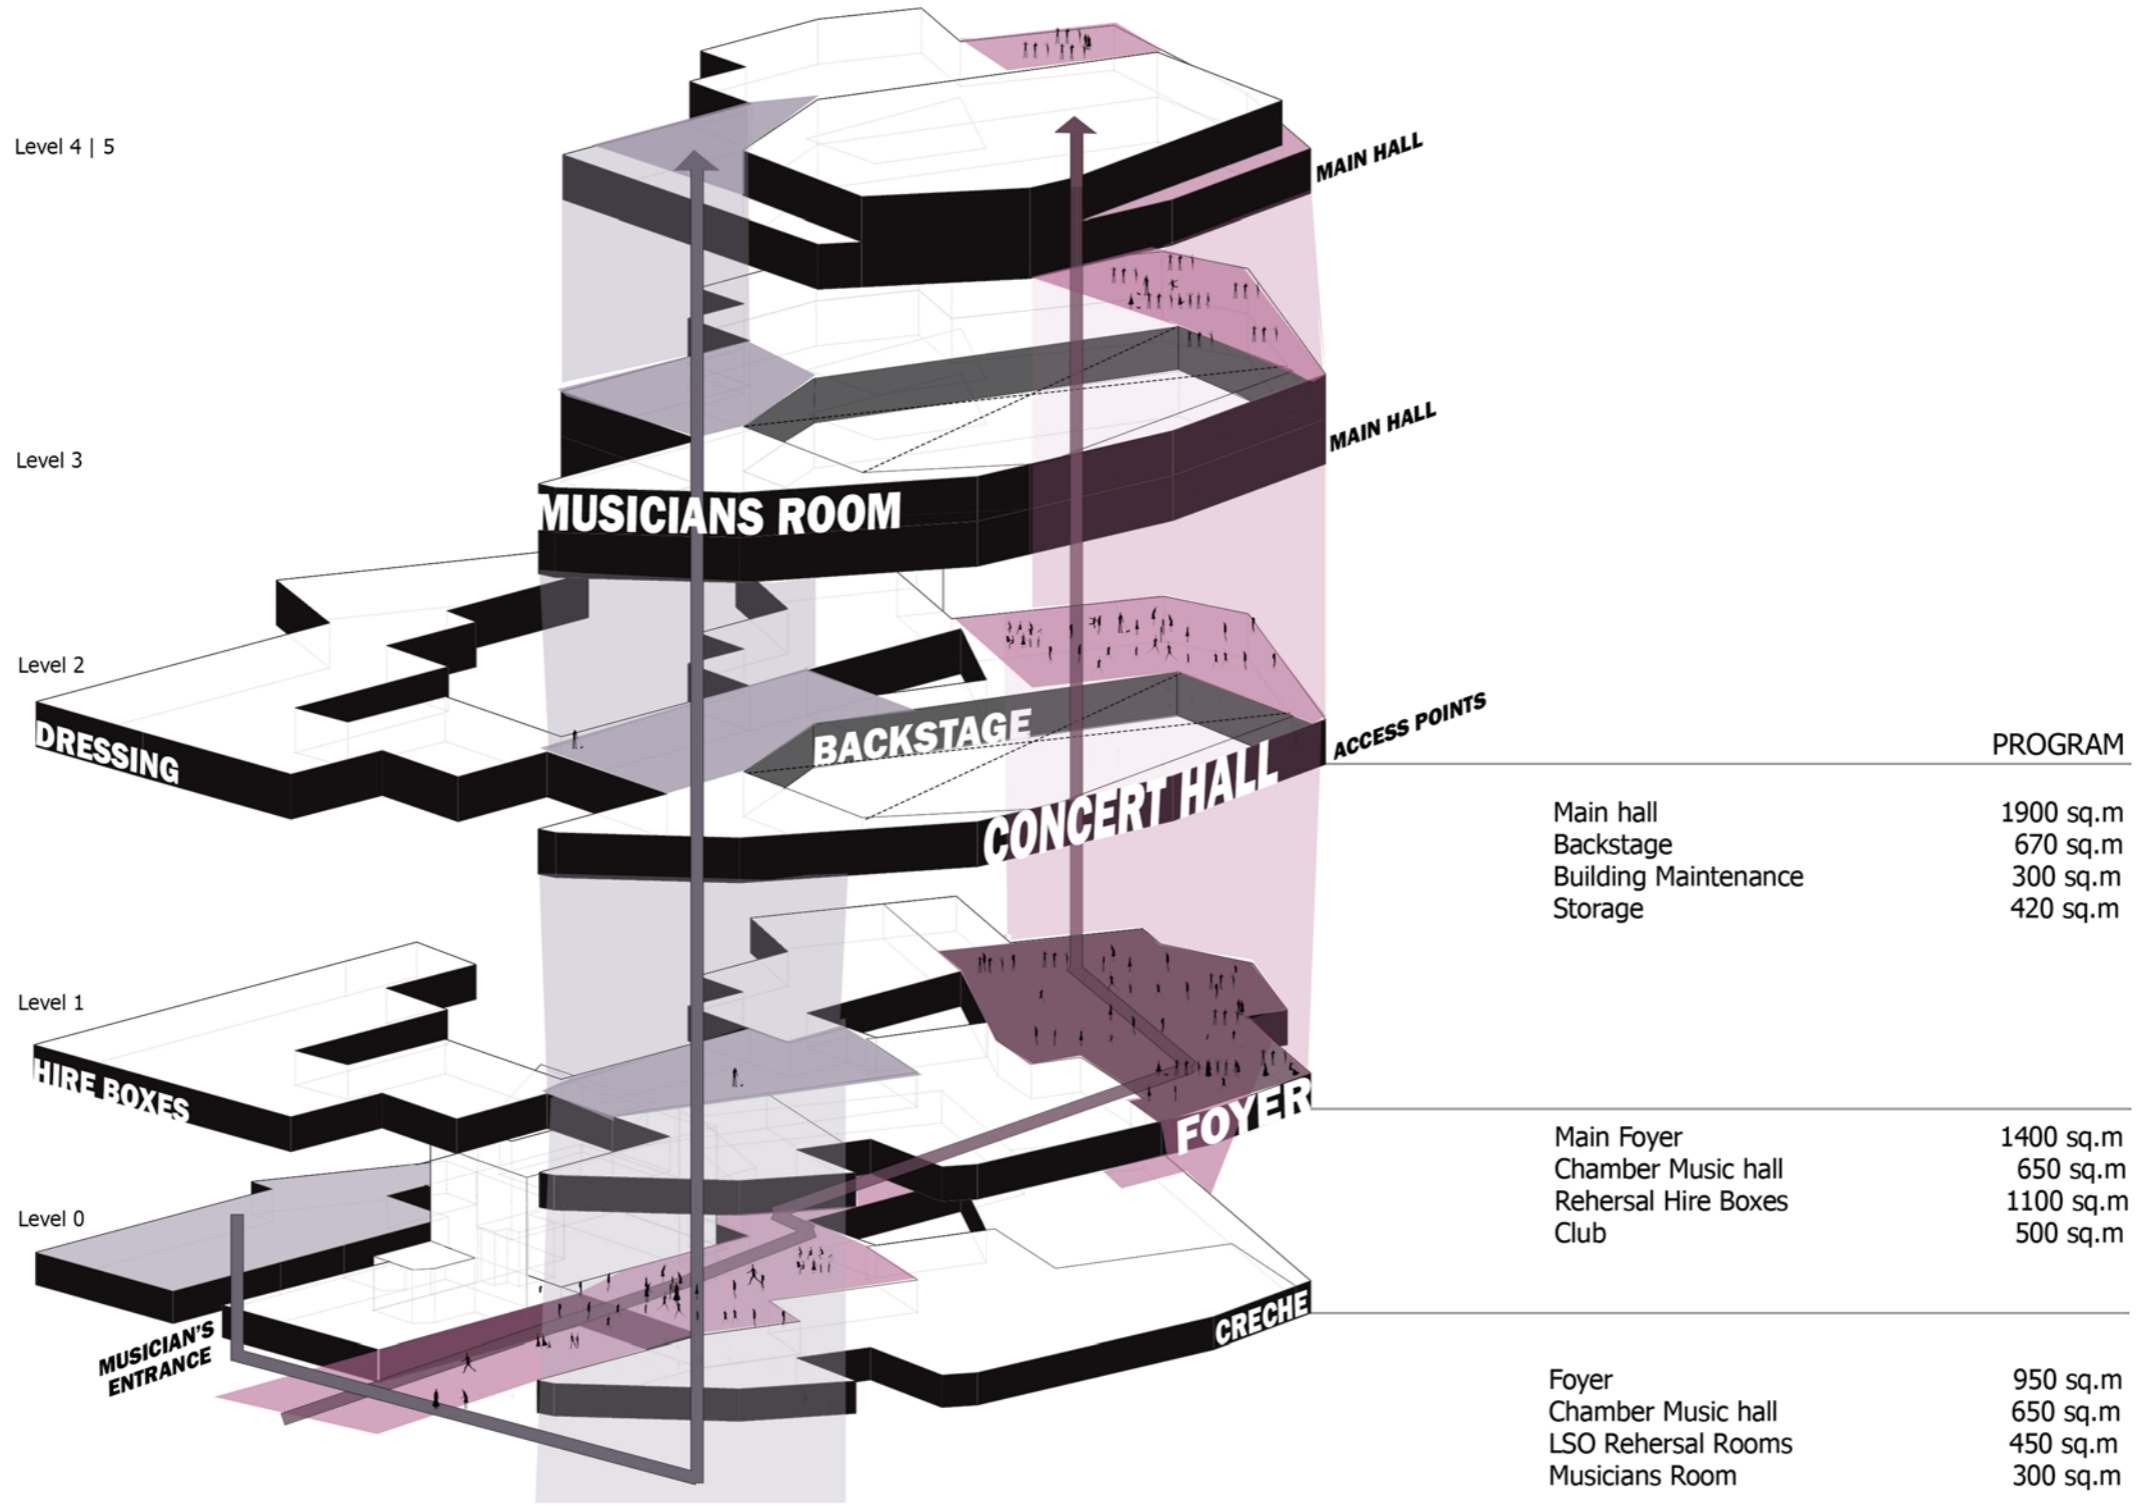 Level 4 | 5
MAIN HALL
MAIN HALL
Level 3
MUSICIANS ROOM
Level 2
DRESSING
BACKSTAGE
CONCERT HALL
ACCESS POINTS
PROGRAM
Main hall 1900 sq.m
Backstage 670 sq.m
Building Maintenance 300 sq.m
Storage 420 sq.m
Level 1
HIRE BOXES
FOYER
Main Foyer 1400 sq.m
Chamber Music hall 650 sq.m
Rehersal Hire Boxes 1100 sq.m
Club 500 sq.m
Level 0
MUSICIAN'S
ENTRANCE
CRECHE
Foyer 950 sq.m
Chamber Music hall 650 sq.m
LSO Rehersal Rooms 450 sq.m
Musicians Room 300 sq.m